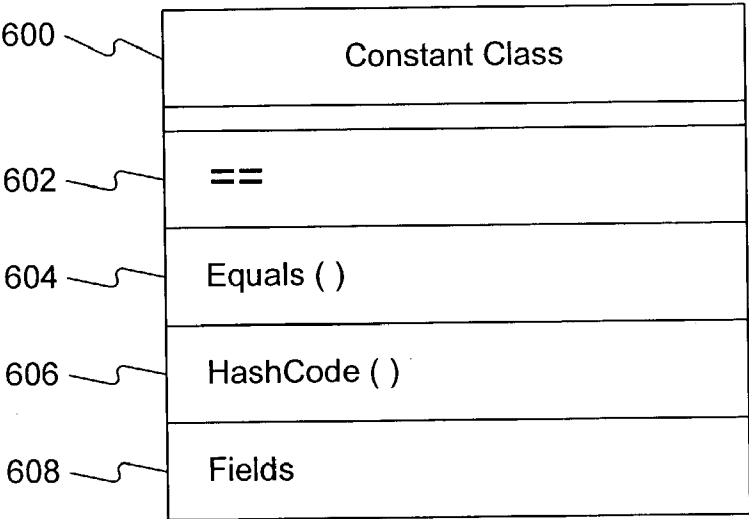 600 Constant Class
602 ==
604 Equals ( )
606 HashCode ( )
608 Fields